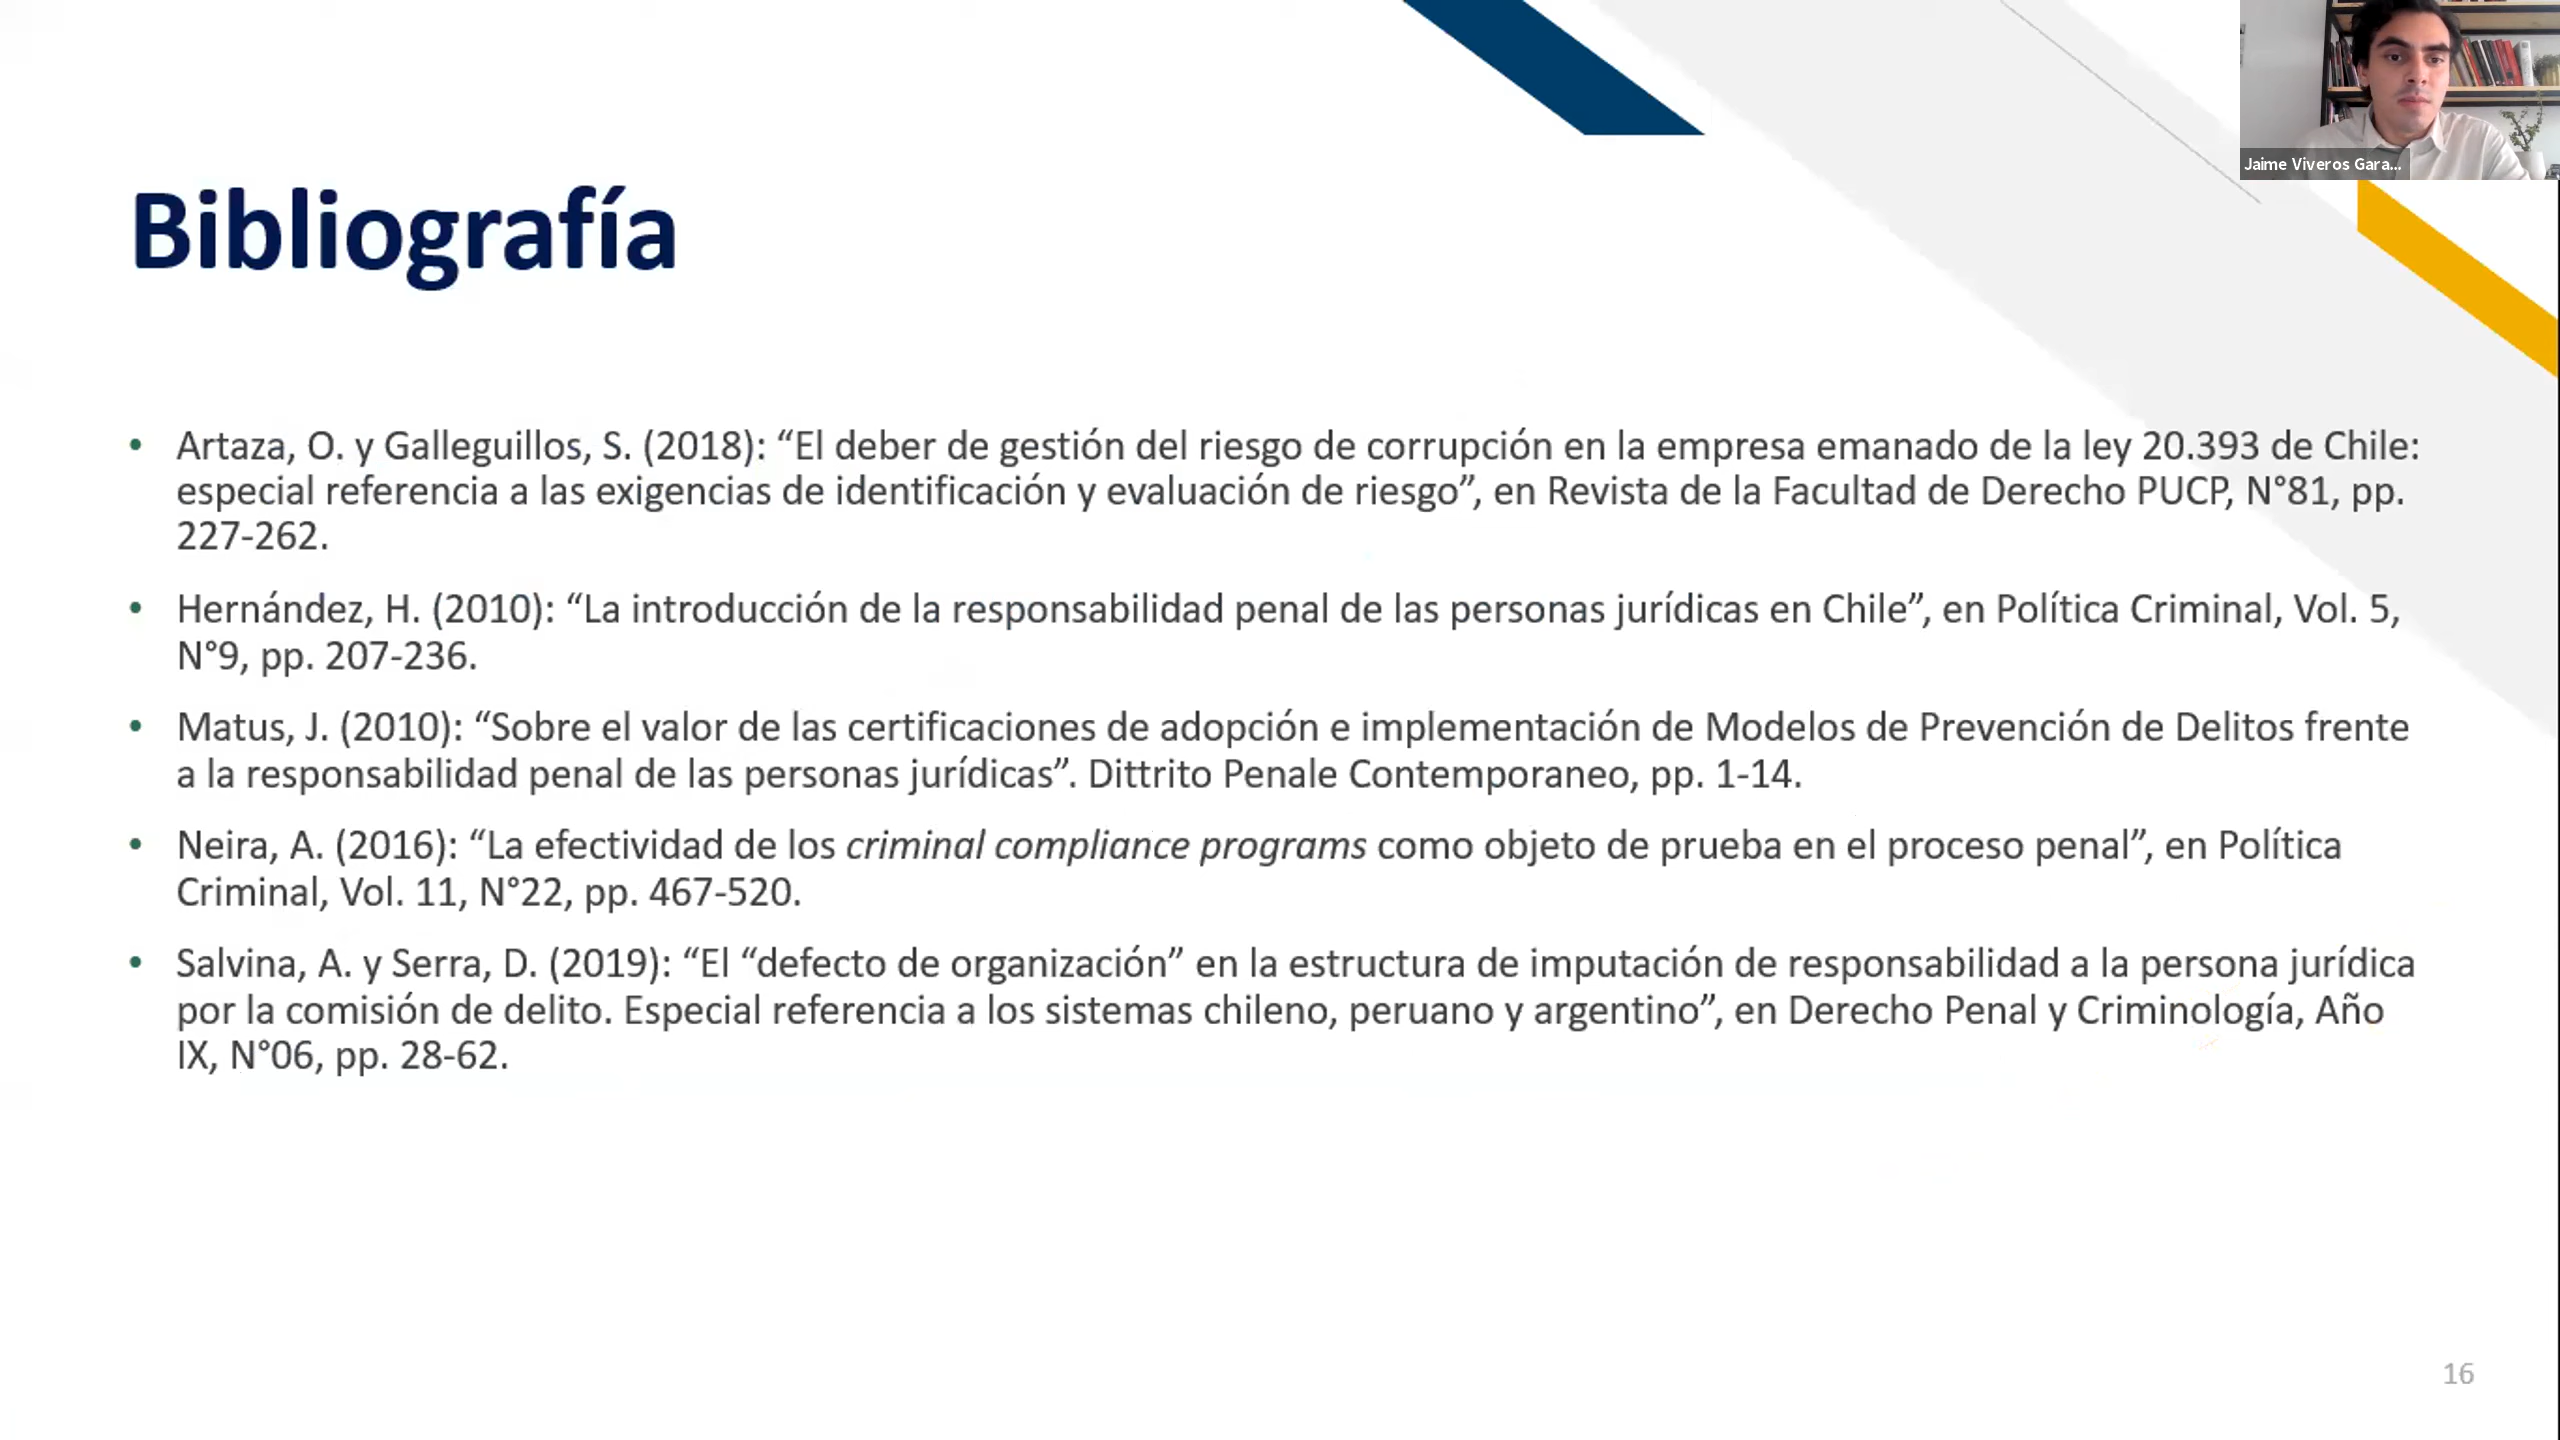 Jaime Viveros Gara...
Bibliografía
• Artaza, O. y Galleguillos, S. (2018): “El deber de gestión del riesgo de corrupción en la empresa emanado de la ley 20.393 de Chile:
especial referencia a las exigencias de identificación y evaluación de riesgo”, en Revista de la Facultad de Derecho PUCP, N°81, pp.
227-262.
• Hernández, H. (2010): “La introducción de la responsabilidad penal de las personas jurídicas en Chile”, en Política Criminal, Vol. 5,
N°9, pp. 207-236.
• Matus, J. (2010): “Sobre el valor de las certificaciones de adopción e implementación de Modelos de Prevención de Delitos frente
a la responsabilidad penal de las personas jurídicas”. Dittrito Penale Contemporaneo, pp. 1-14.
• Neira, A. (2016): “La efectividad de los criminal compliance programs como objeto de prueba en el proceso penal”, en Política
Criminal, Vol. 11, N°22, pp. 467-520.
• Salvina, A. y Serra, D. (2019): “El “defecto de organización” en la estructura de imputación de responsabilidad a la persona jurídica
por la comisión de delito. Especial referencia a los sistemas chileno, peruano y argentino”, en Derecho Penal y Criminología, Año
IX, N°06, pp. 28-62.
16